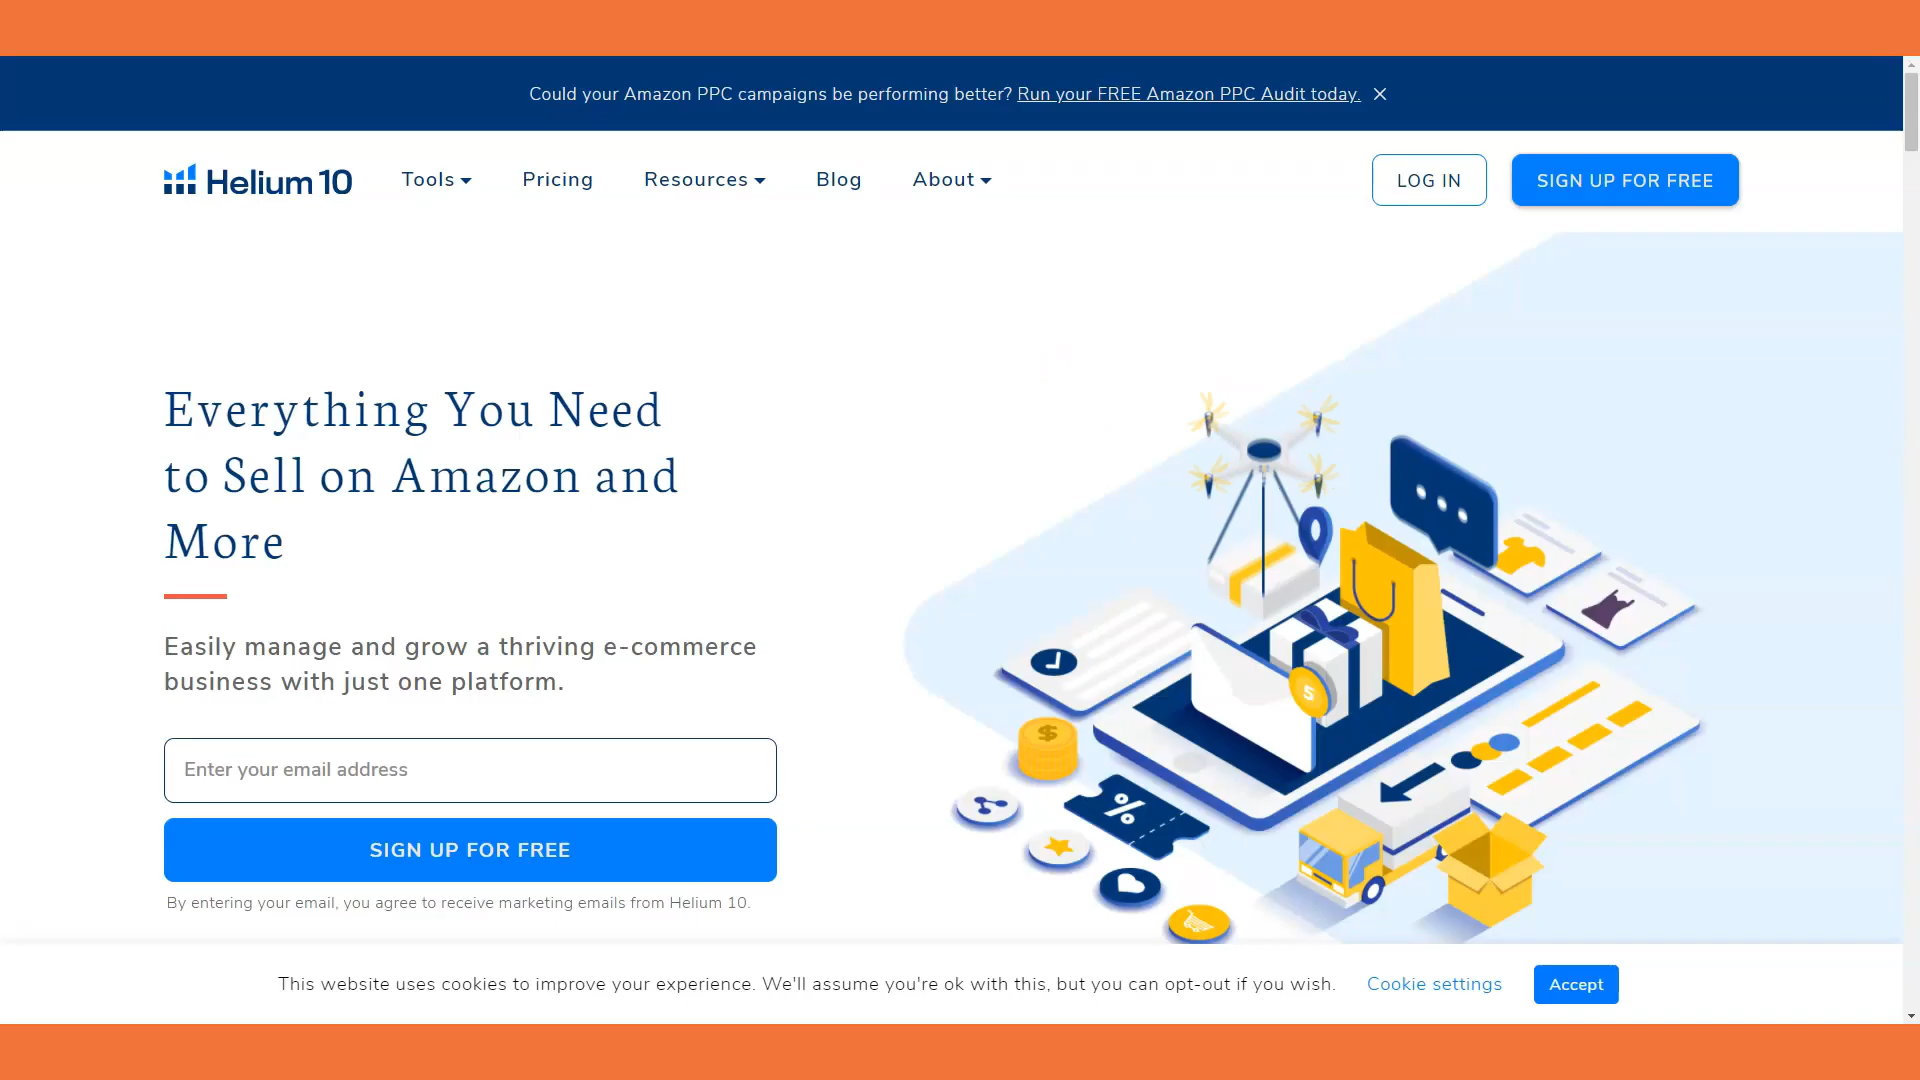 Could your Amazon PPC campaigns be performing better? Run your FREE Amazon PPC Audit today.
Helium 10
Tools
Pricing
Resources
Blog
About
LOG IN
SIGN UP FOR FREE
Everything You Need
to Sell on Amazon and
More
Easily manage and grow a thriving e-commerce
business with just one platform.
Enter your email address
SIGN UP FOR FREE
By entering your email, you agree to receive marketing emails from Helium 10.
$
5
%
This website uses cookies to improve your experience. We'll assume you're ok with this, but you can opt-out if you wish.
Cookie settings
Accept